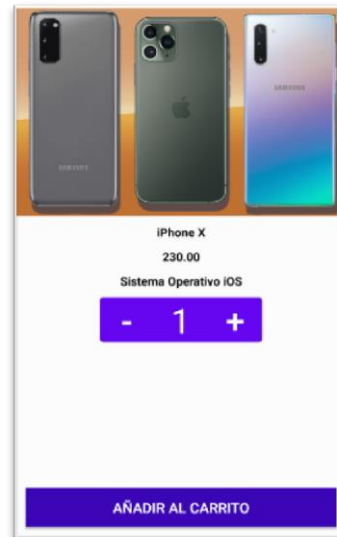 SAMSUNG
SAMSUNG
iPhone X
230.00
Sistema Operativo iOS
- 1 +
AÑADIR AL CARRITO